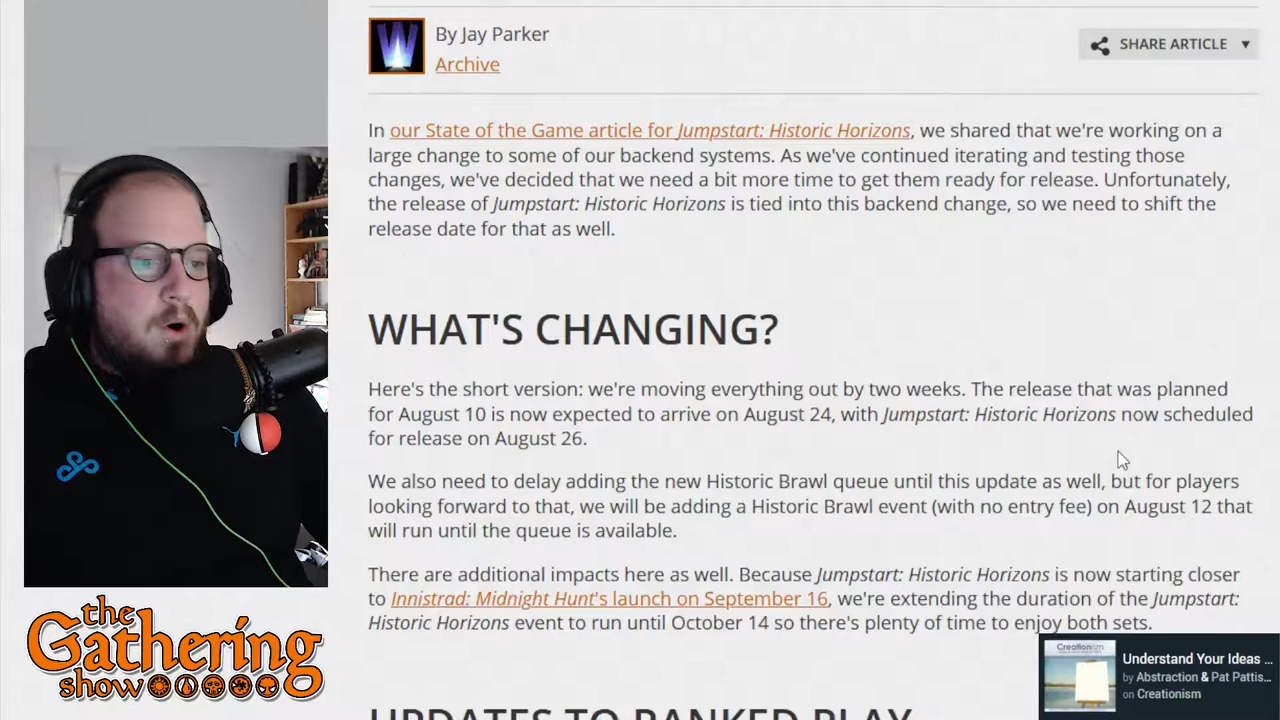 By Jay Parker
Archive
SHARE ARTICLE
In our State of the Game article for Jumpstart: Historic Horizons, we shared that we're working on a
large change to some of our backend systems. As we've continued iterating and testing those
changes, we've decided that we need a bit more time to get them ready for release. Unfortunately,
the release of Jumpstart: Historic Horizons is tied into this backend change, so we need to shift the
release date for that as well.
WHAT'S CHANGING?
Here's the short version: we're moving everything out by two weeks. The release that was planned
for August 10 is now expected to arrive on August 24, with Jumpstart: Historic Horizons now scheduled
for release on August 26.
We also need to delay adding the new Historic Brawl queue until this update as well, but for players
looking forward to that, we will be adding a Historic Brawl event (with no entry fee) on August 12 that
will run until the queue is available.
There are additional impacts here as well. Because Jumpstart: Historic Horizons is now starting closer
to Innistrad: Midnight Hunt's launch on September 16, we're extending the duration of the Jumpstart:
Historic Horizons event to run until October 14 so there's plenty of time to enjoy both sets.
UPDATES TO RANKED PLAY
the
Gathering
show
Creationism
Understand Your Ideas ...
by Abstraction & Pat Pattis...
on Creationism